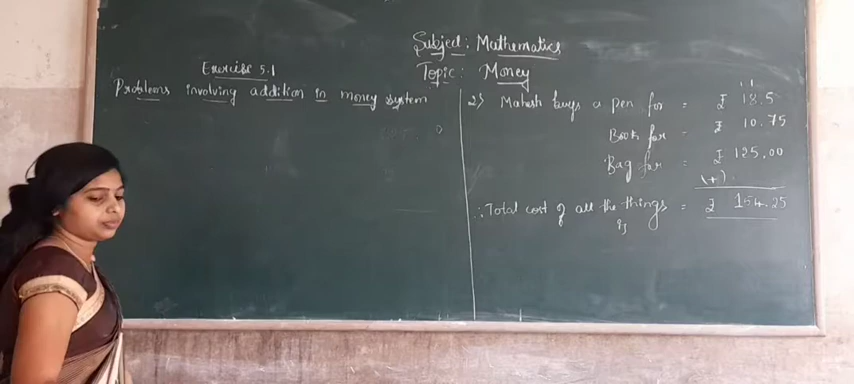 Subject: Mathematics
Topic: Money
Exercise 5.1
Problems involving addition in money system
2) Mahesh buys a pen for = ₹ 18.5
Book for = ₹ 10.75
Bag for = ₹ 125.00
(+)
∴ Total cost of all the things is = ₹ 154.25